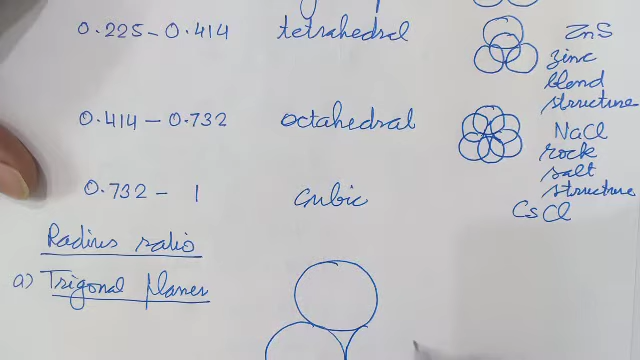 0.225 - 0.414 tetrahedral ZnS
zinc
blend
structure
0.414 - 0.732 octahedral NaCl
rock
salt
structure
0.732 - 1 cubic CsCl
Radius ratio
a) Trigonal planer